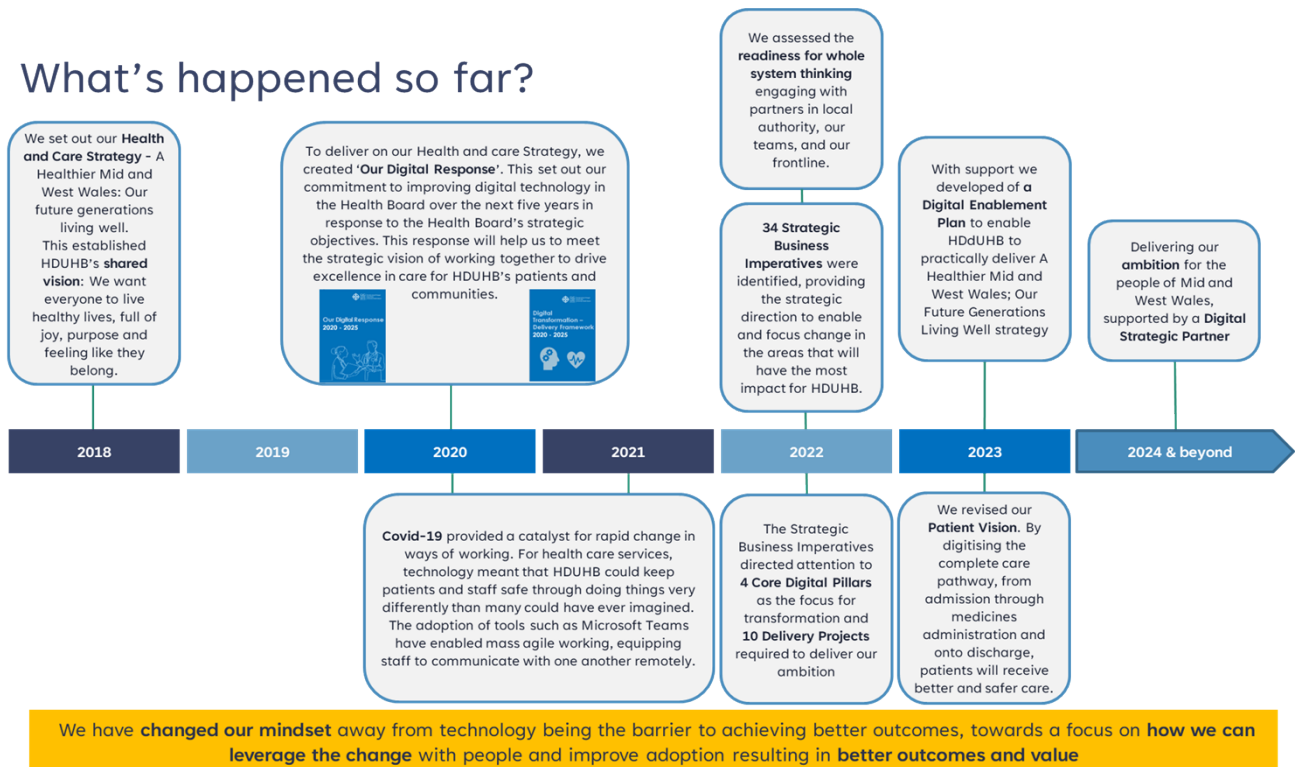 What's happened so far?
We set out our Health
and Care Strategy - A
Healthier Mid and
West Wales: Our
future generations
living well.
This established
HDUHB's shared
vision: We want
everyone to live
healthy lives, full of
joy, purpose and
feeling like they
belong.
To deliver on our Health and care Strategy, we
created 'Our Digital Response'. This set out our
commitment to improving digital technology in
the Health Board over the next five years in
response to the Health Board's strategic
objectives. This response will help us to meet
the strategic vision of working together to drive
excellence in care for HDUHB's patients and
communities.
Our Digital Response
2020 - 2025
Digital
Transformation –
Delivery Framework
2020 - 2025
We assessed the
readiness for whole
system thinking
engaging with
partners in local
authority, our
teams, and our
frontline.
34 Strategic
Business
Imperatives were
identified, providing
the strategic
direction to enable
and focus change in
the areas that will
have the most
impact for HDUHB.
With support we
developed of a
Digital Enablement
Plan to enable
HDdUHB to
practically deliver A
Healthier Mid and
West Wales; Our
Future Generations
Living Well strategy
Delivering our
ambition for the
people of Mid and
West Wales,
supported by a Digital
Strategic Partner
2018
2019
2020
2021
2022
2023
2024 & beyond
Covid-19 provided a catalyst for rapid change in
ways of working. For health care services,
technology meant that HDUHB could keep
patients and staff safe through doing things very
differently than many could have ever imagined.
The adoption of tools such as Microsoft Teams
have enabled mass agile working, equipping
staff to communicate with one another remotely.
The Strategic
Business Imperatives
directed attention to
4 Core Digital Pillars
as the focus for
transformation and
10 Delivery Projects
required to deliver our
ambition
We revised our
Patient Vision. By
digitising the
complete care
pathway, from
admission through
medicines
administration and
onto discharge,
patients will receive
better and safer care.
We have changed our mindset away from technology being the barrier to achieving better outcomes, towards a focus on how we can
leverage the change with people and improve adoption resulting in better outcomes and value